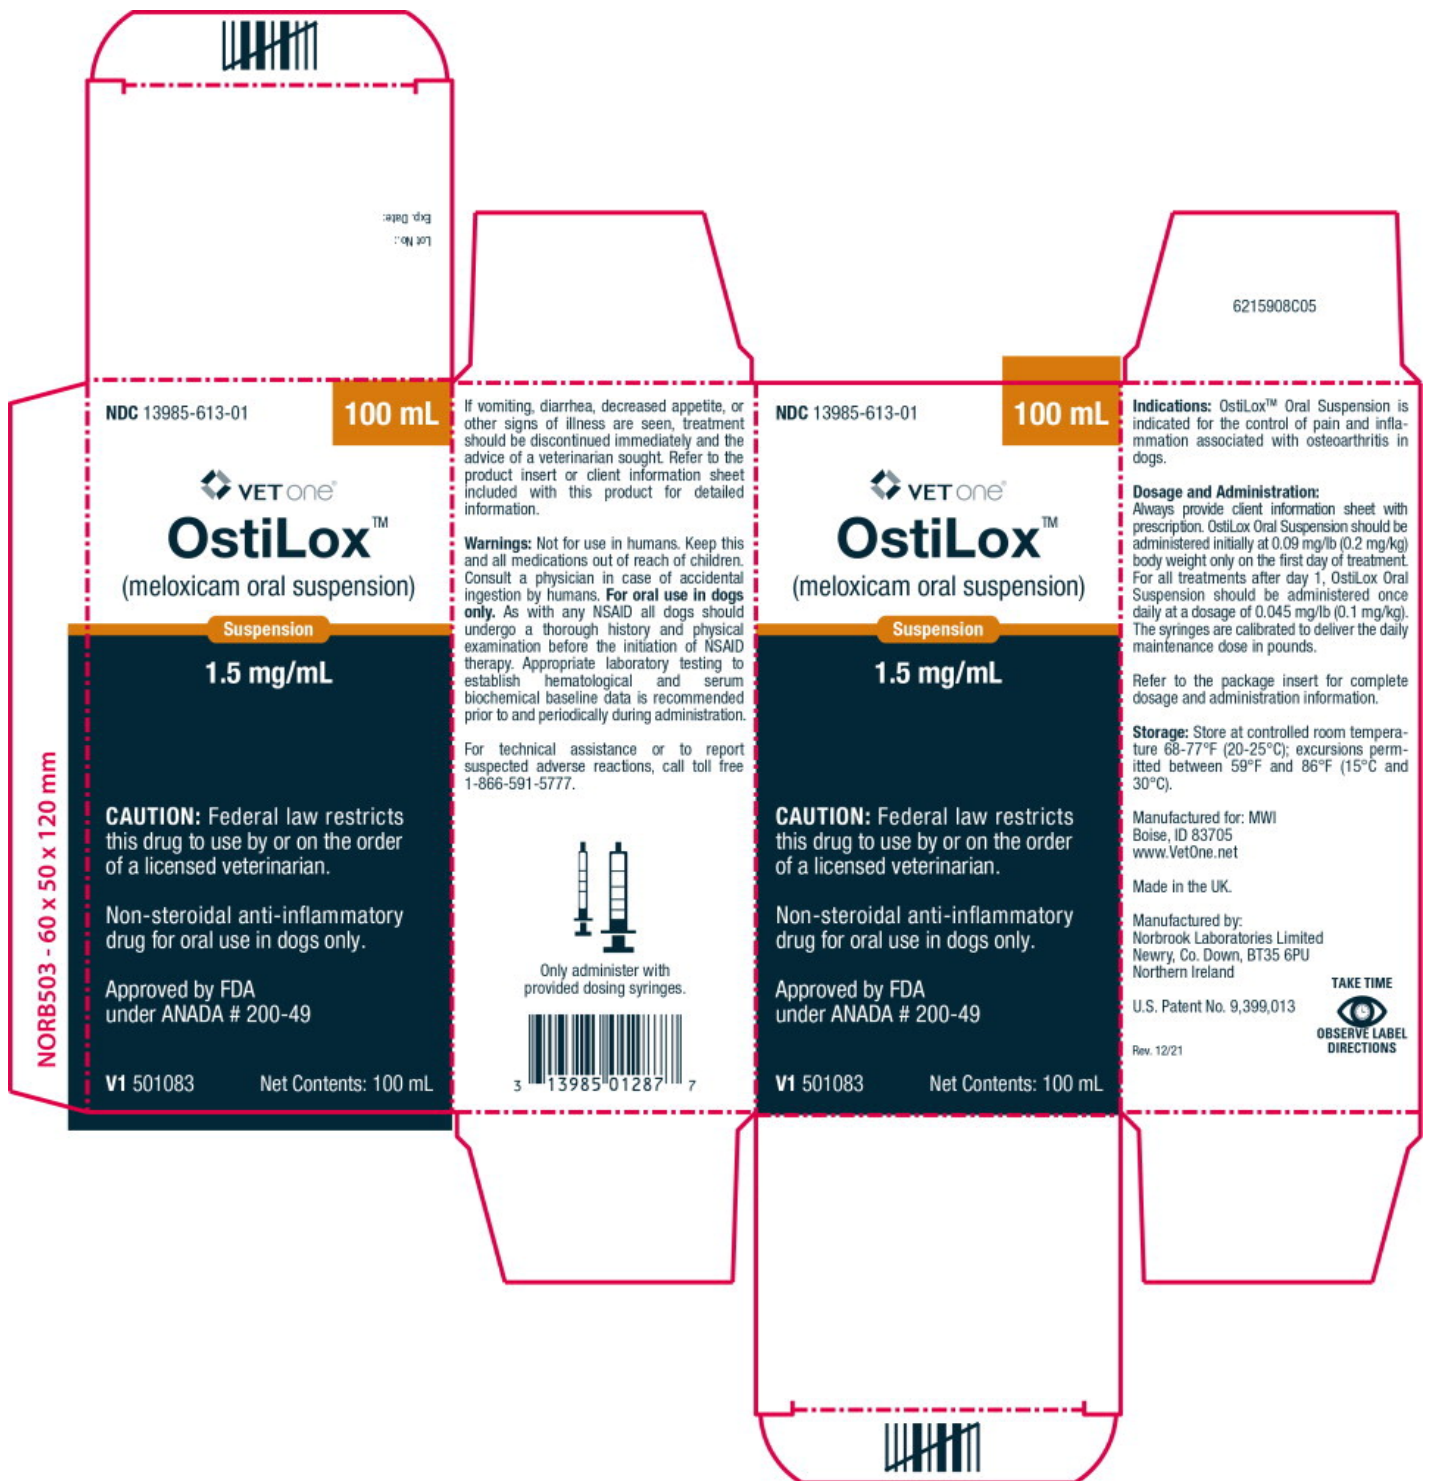 Exp. Date:
Lot No.:
6215908C05
NORB503 - 60 x 50 x 120 mm
NDC 13985-613-01
100 mL
VET one®
OstiLox™
(meloxicam oral suspension)
Suspension
1.5 mg/mL
CAUTION: Federal law restricts
this drug to use by or on the order
of a licensed veterinarian.
Non-steroidal anti-inflammatory
drug for oral use in dogs only.
Approved by FDA
under ANADA # 200-49
V1 501083
Net Contents: 100 mL
If vomiting, diarrhea, decreased appetite, or
other signs of illness are seen, treatment
should be discontinued immediately and the
advice of a veterinarian sought. Refer to the
product insert or client information sheet
included with this product for detailed
information.
Warnings: Not for use in humans. Keep this
and all medications out of reach of children.
Consult a physician in case of accidental
ingestion by humans. For oral use in dogs
only. As with any NSAID all dogs should
undergo a thorough history and physical
examination before the initiation of NSAID
therapy. Appropriate laboratory testing to
establish hematological and serum
biochemical baseline data is recommended
prior to and periodically during administration.
For technical assistance or to report
suspected adverse reactions, call toll free
1-866-591-5777.
Only administer with
provided dosing syringes.
3 13985 01287 7
NDC 13985-613-01
100 mL
VET one®
OstiLox™
(meloxicam oral suspension)
Suspension
1.5 mg/mL
CAUTION: Federal law restricts
this drug to use by or on the order
of a licensed veterinarian.
Non-steroidal anti-inflammatory
drug for oral use in dogs only.
Approved by FDA
under ANADA # 200-49
V1 501083
Net Contents: 100 mL
Indications: OstiLox™ Oral Suspension is
indicated for the control of pain and infla-
mmation associated with osteoarthritis in
dogs.
Dosage and Administration:
Always provide client information sheet with
prescription. OstiLox Oral Suspension should be
administered initially at 0.09 mg/lb (0.2 mg/kg)
body weight only on the first day of treatment.
For all treatments after day 1, OstiLox Oral
Suspension should be administered once
daily at a dosage of 0.045 mg/lb (0.1 mg/kg).
The syringes are calibrated to deliver the daily
maintenance dose in pounds.
Refer to the package insert for complete
dosage and administration information.
Storage: Store at controlled room tempera-
ture 68-77°F (20-25°C); excursions perm-
itted between 59°F and 86°F (15°C and
30°C).
Manufactured for: MWI
Boise, ID 83705
www.VetOne.net
Made in the UK.
Manufactured by:
Norbrook Laboratories Limited
Newry, Co. Down, BT35 6PU
Northern Ireland
U.S. Patent No. 9,399,013
Rev. 12/21
TAKE TIME
OBSERVE LABEL
DIRECTIONS